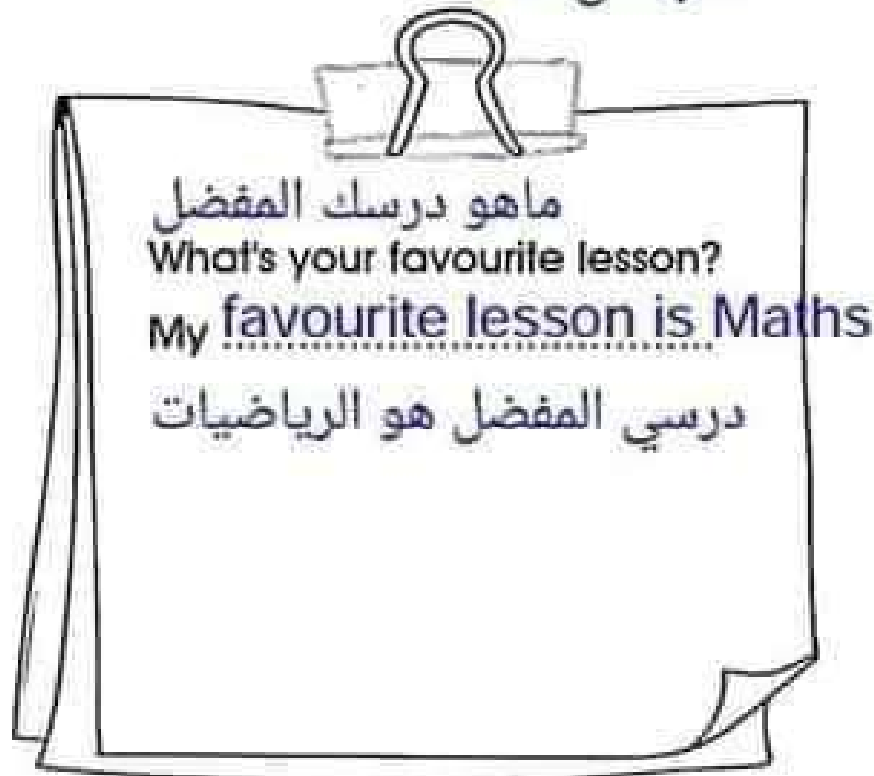 ماهو درسك المفضل
What's your favourite lesson?
My favourite lesson is Maths
درسي المفضل هو الرياضيات